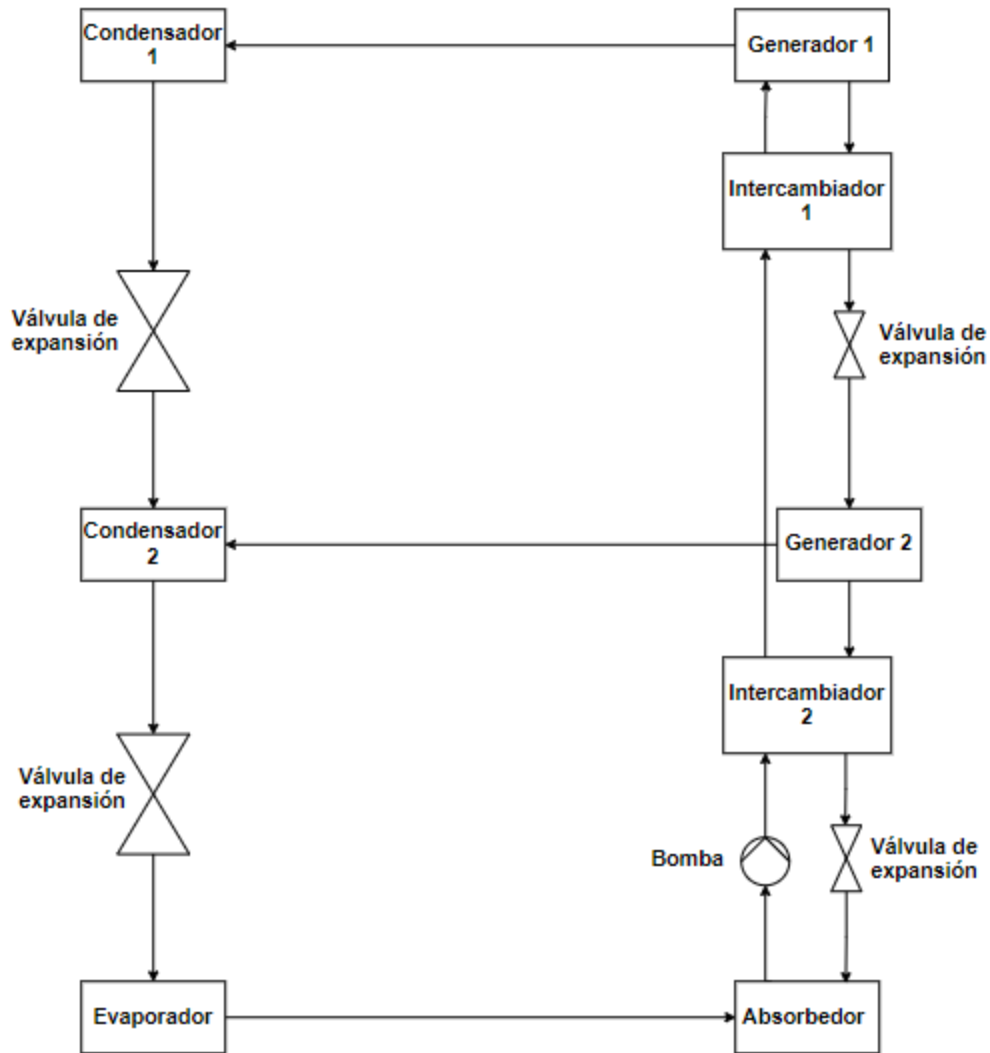 Condensador
1
Generador 1
Intercambiador
1
Válvula de
expansión
Válvula de
expansión
Condensador
2
Generador 2
Intercambiador
2
Válvula de
expansión
Bomba
Válvula de
expansión
Evaporador
Absorbedor